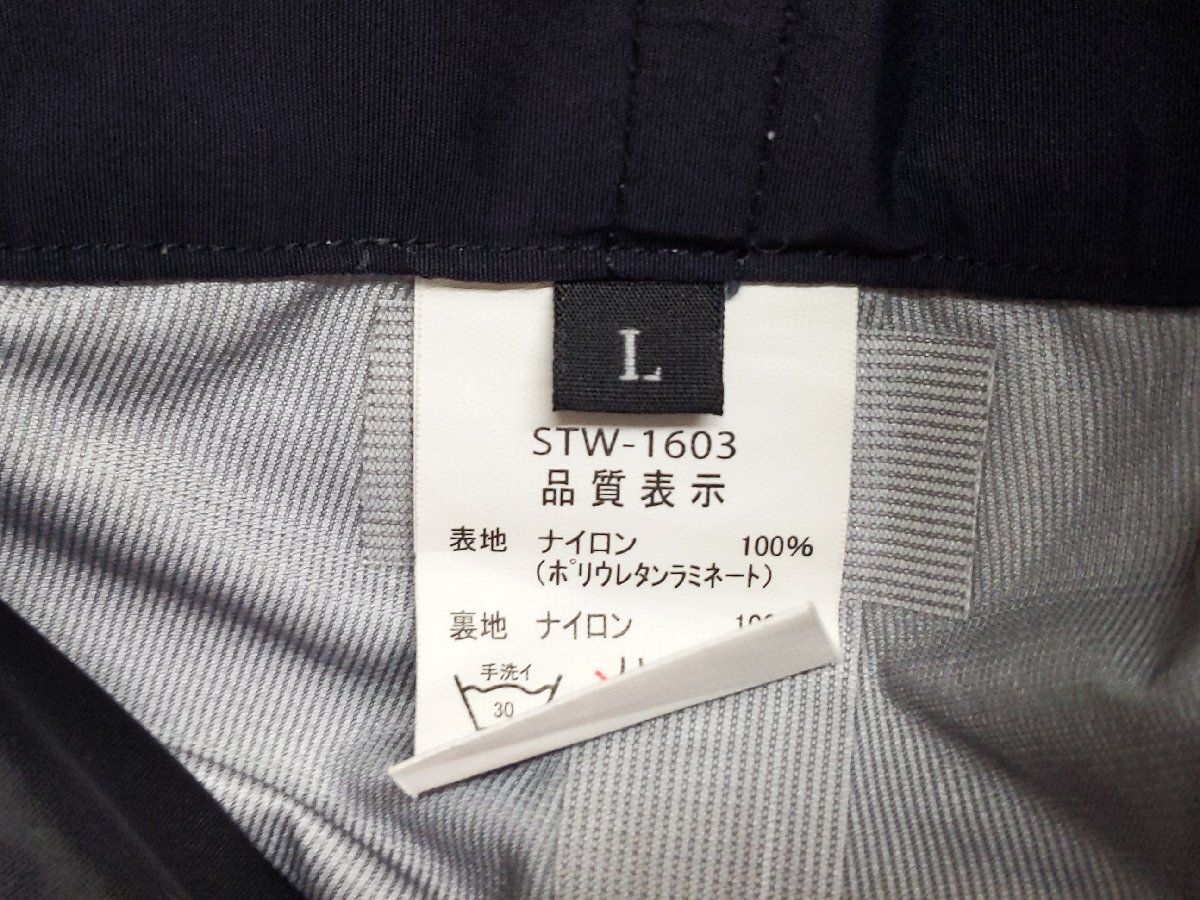 L
STW-1603
品質表示
表地 ナイロン 100%
(ポリウレタンラミネート)
裏地 ナイロン
手洗イ
30